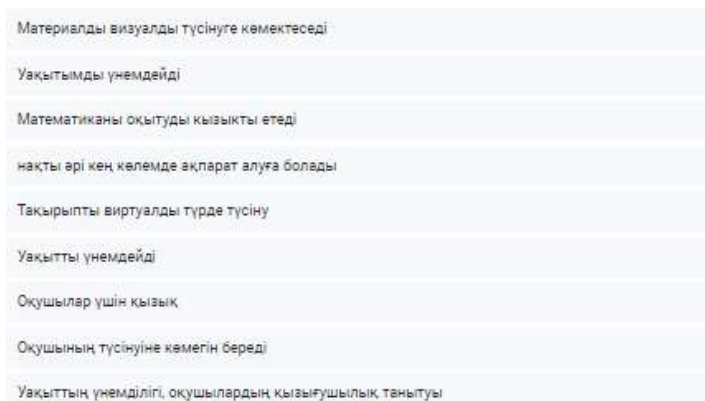 Материалды визуалды түсінуге көмектеседі
Уақытымды үнемдейді
Математиканы оқытуды кызыкты етеді
нақты әрі кең көлемде ақпарат алуға болады
Тақырыпты виртуалды түрде түсіну
Уақытты үнемдейді
Оқушылар үшін қызық
Оқушының түсінуіне көмегін береді
Уақыттың үнемділігі, оқушылардың қызығушылық танытуы